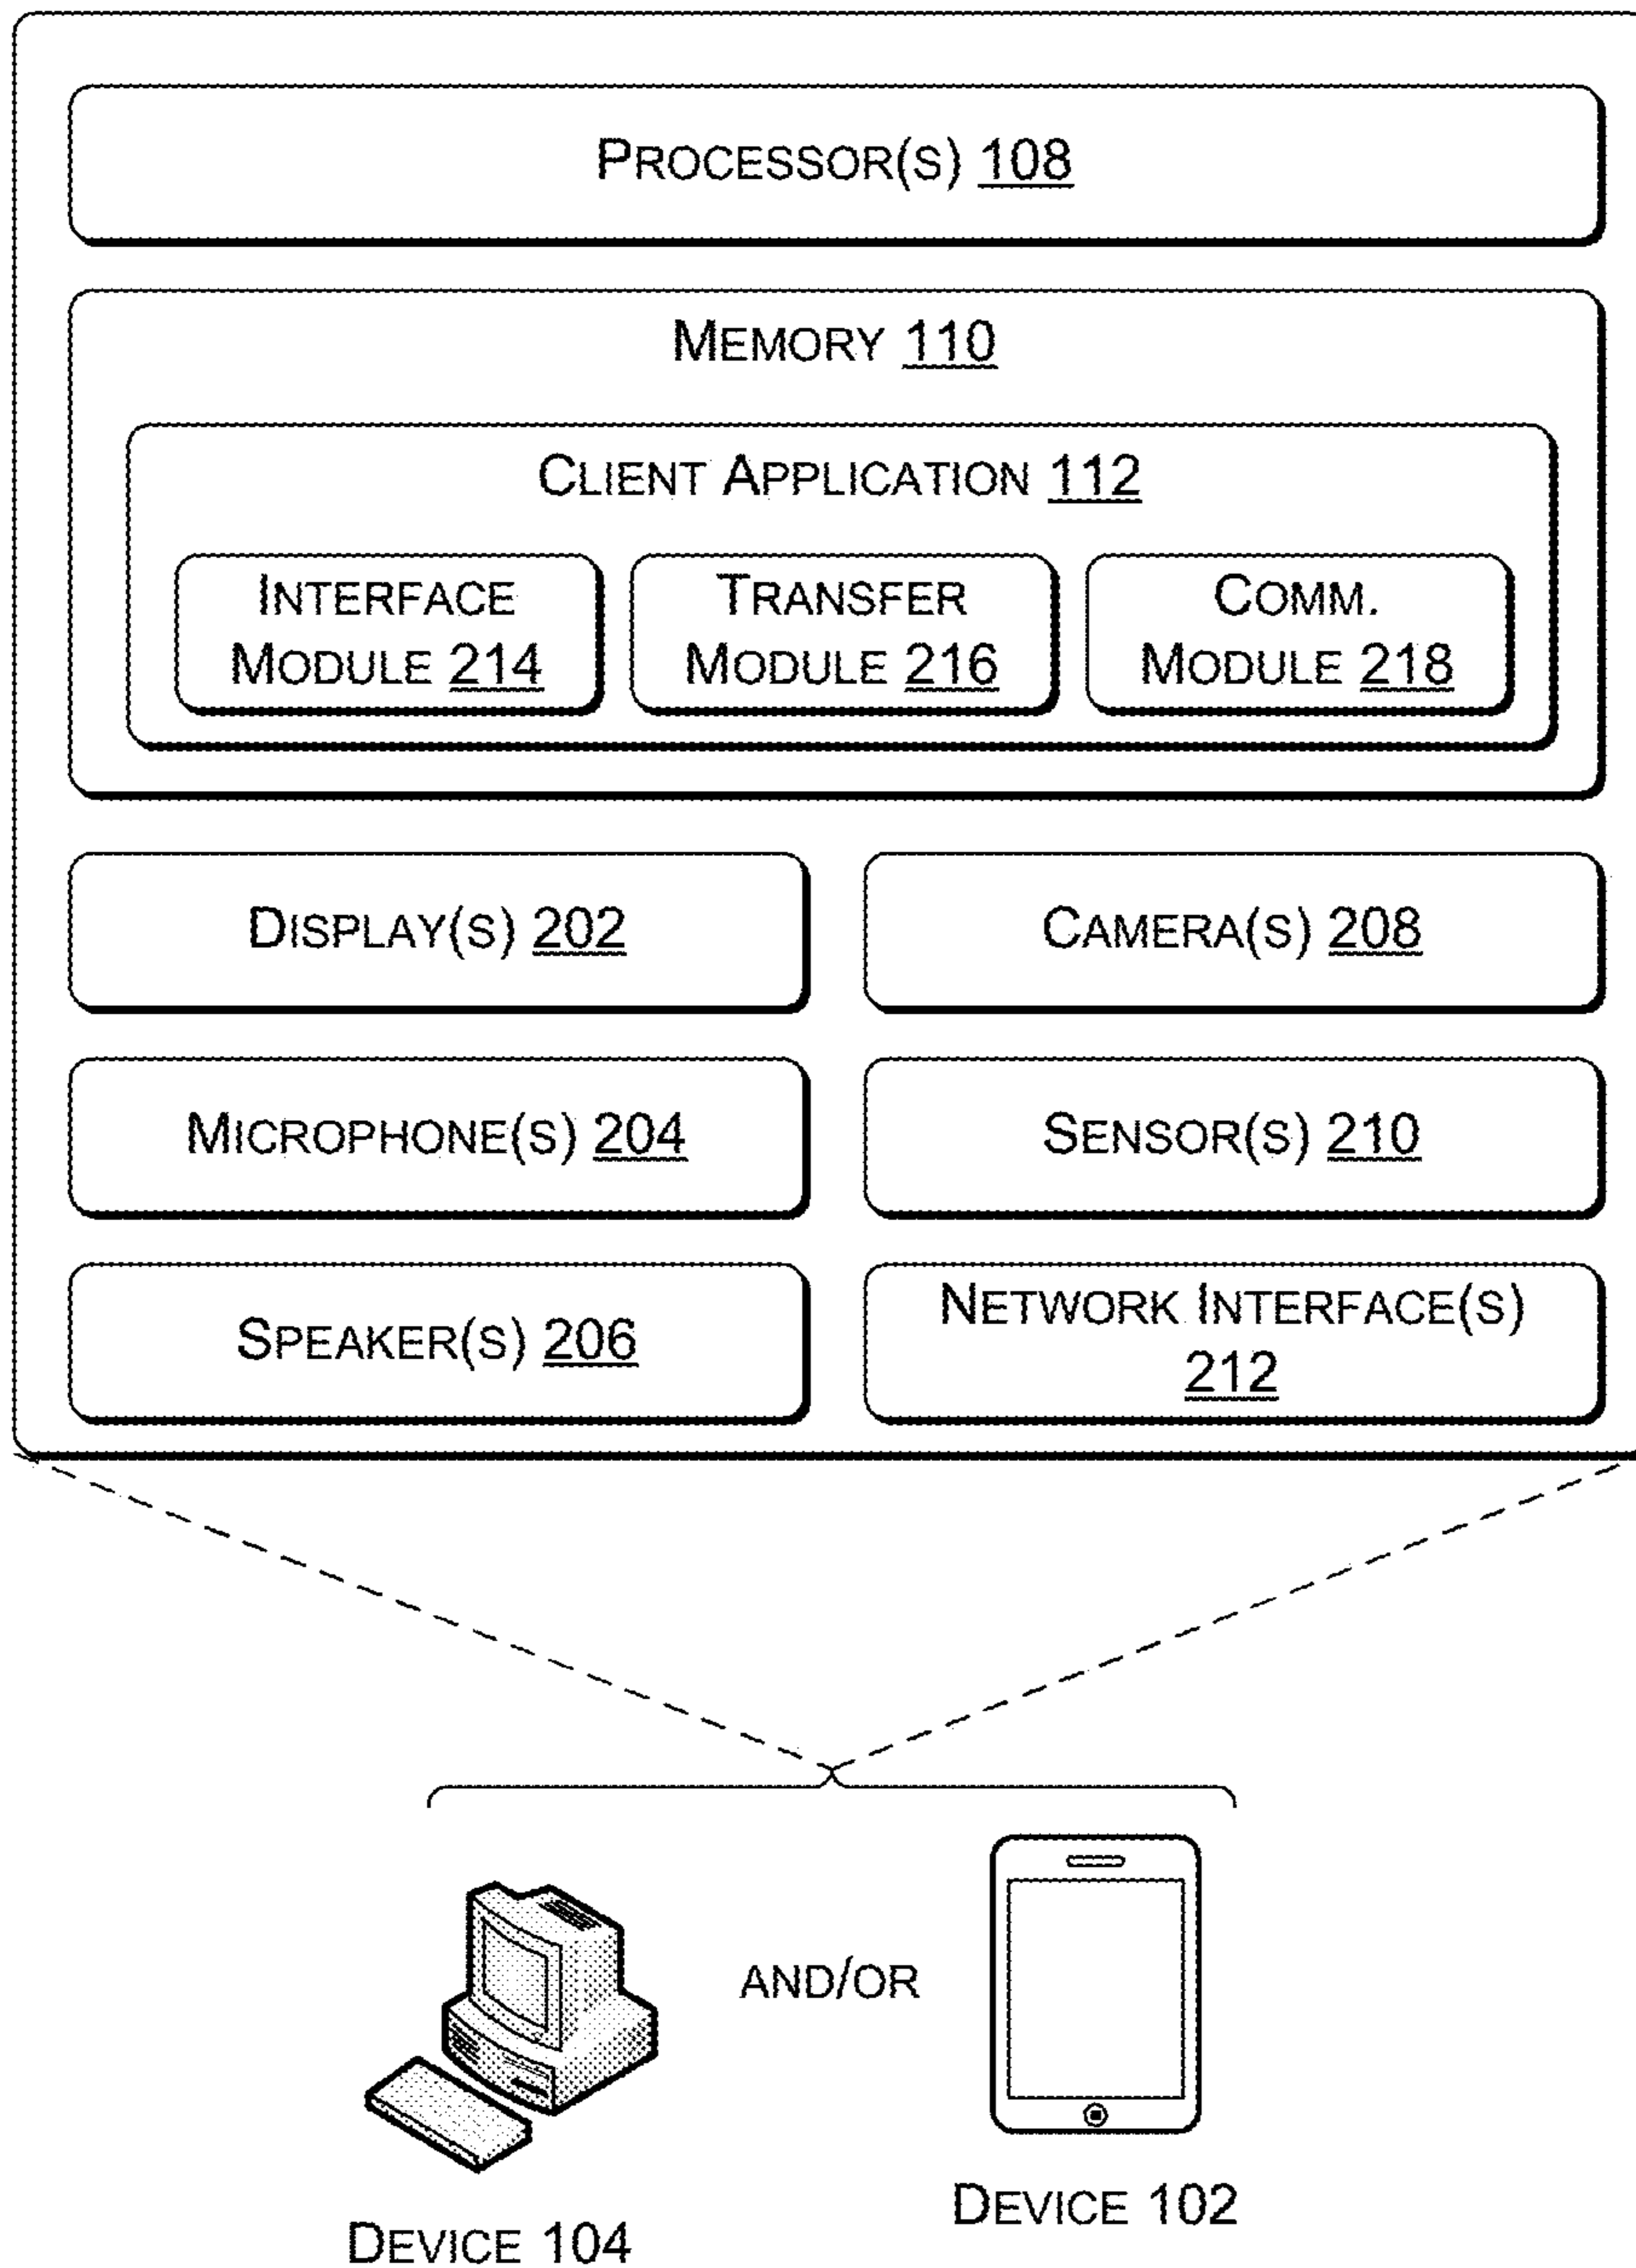 PROCESSOR(S) 108
MEMORY 110
CLIENT APPLICATION 112
INTERFACE
MODULE 214
TRANSFER
MODULE 216
COMM.
MODULE 218
DISPLAY(S) 202
CAMERA(S) 208
MICROPHONE(S) 204
SENSOR(S) 210
SPEAKER(S) 206
NETWORK INTERFACE(S)
212
AND/OR
DEVICE 104
DEVICE 102